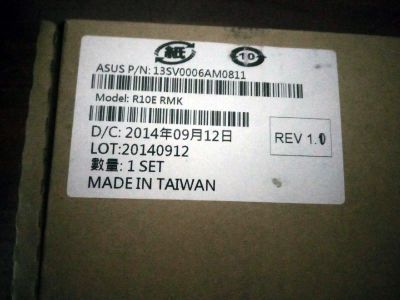 紙
10
ASUS P/N: 13SV0006AM0811
Model: R10E RMK
D/C: 2014年09月12日
REV 1.0
LOT:20140912
數量: 1 SET
MADE IN TAIWAN